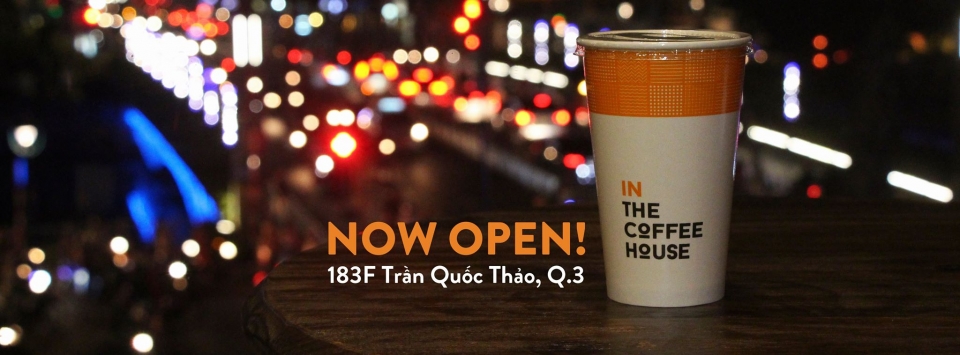 NOW OPEN!
183F Trần Quốc Thảo, Q.3
IN
THE
COFFEE
HOUSE